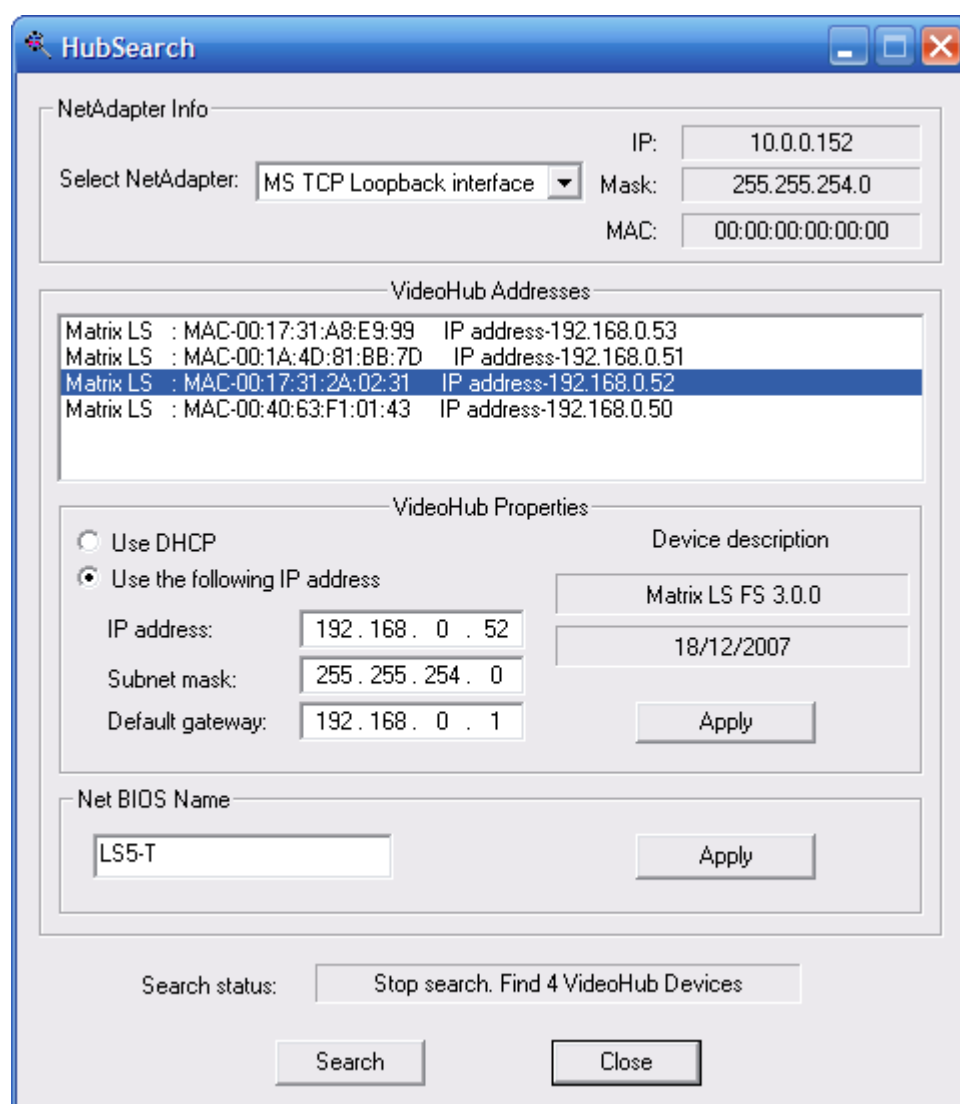 HubSearch
NetAdapter Info
IP: 10.0.0.152
Select NetAdapter: MS TCP Loopback interface Mask: 255.255.254.0
MAC: 00:00:00:00:00:00
VideoHub Addresses
Matrix LS : MAC-00:17:31:A8:E9:99 IP address-192.168.0.53
Matrix LS : MAC-00:1A:4D:81:BB:7D IP address-192.168.0.51
Matrix LS : MAC-00:17:31:2A:02:31 IP address-192.168.0.52
Matrix LS : MAC-00:40:63:F1:01:43 IP address-192.168.0.50
VideoHub Properties
Use DHCP Device description
Use the following IP address
Matrix LS FS 3.0.0
IP address: 192 . 168 . 0 . 52
18/12/2007
Subnet mask: 255 . 255 . 254 . 0
Default gateway: 192 . 168 . 0 . 1 Apply
Net BIOS Name
LS5-T Apply
Search status: Stop search. Find 4 VideoHub Devices
Search Close